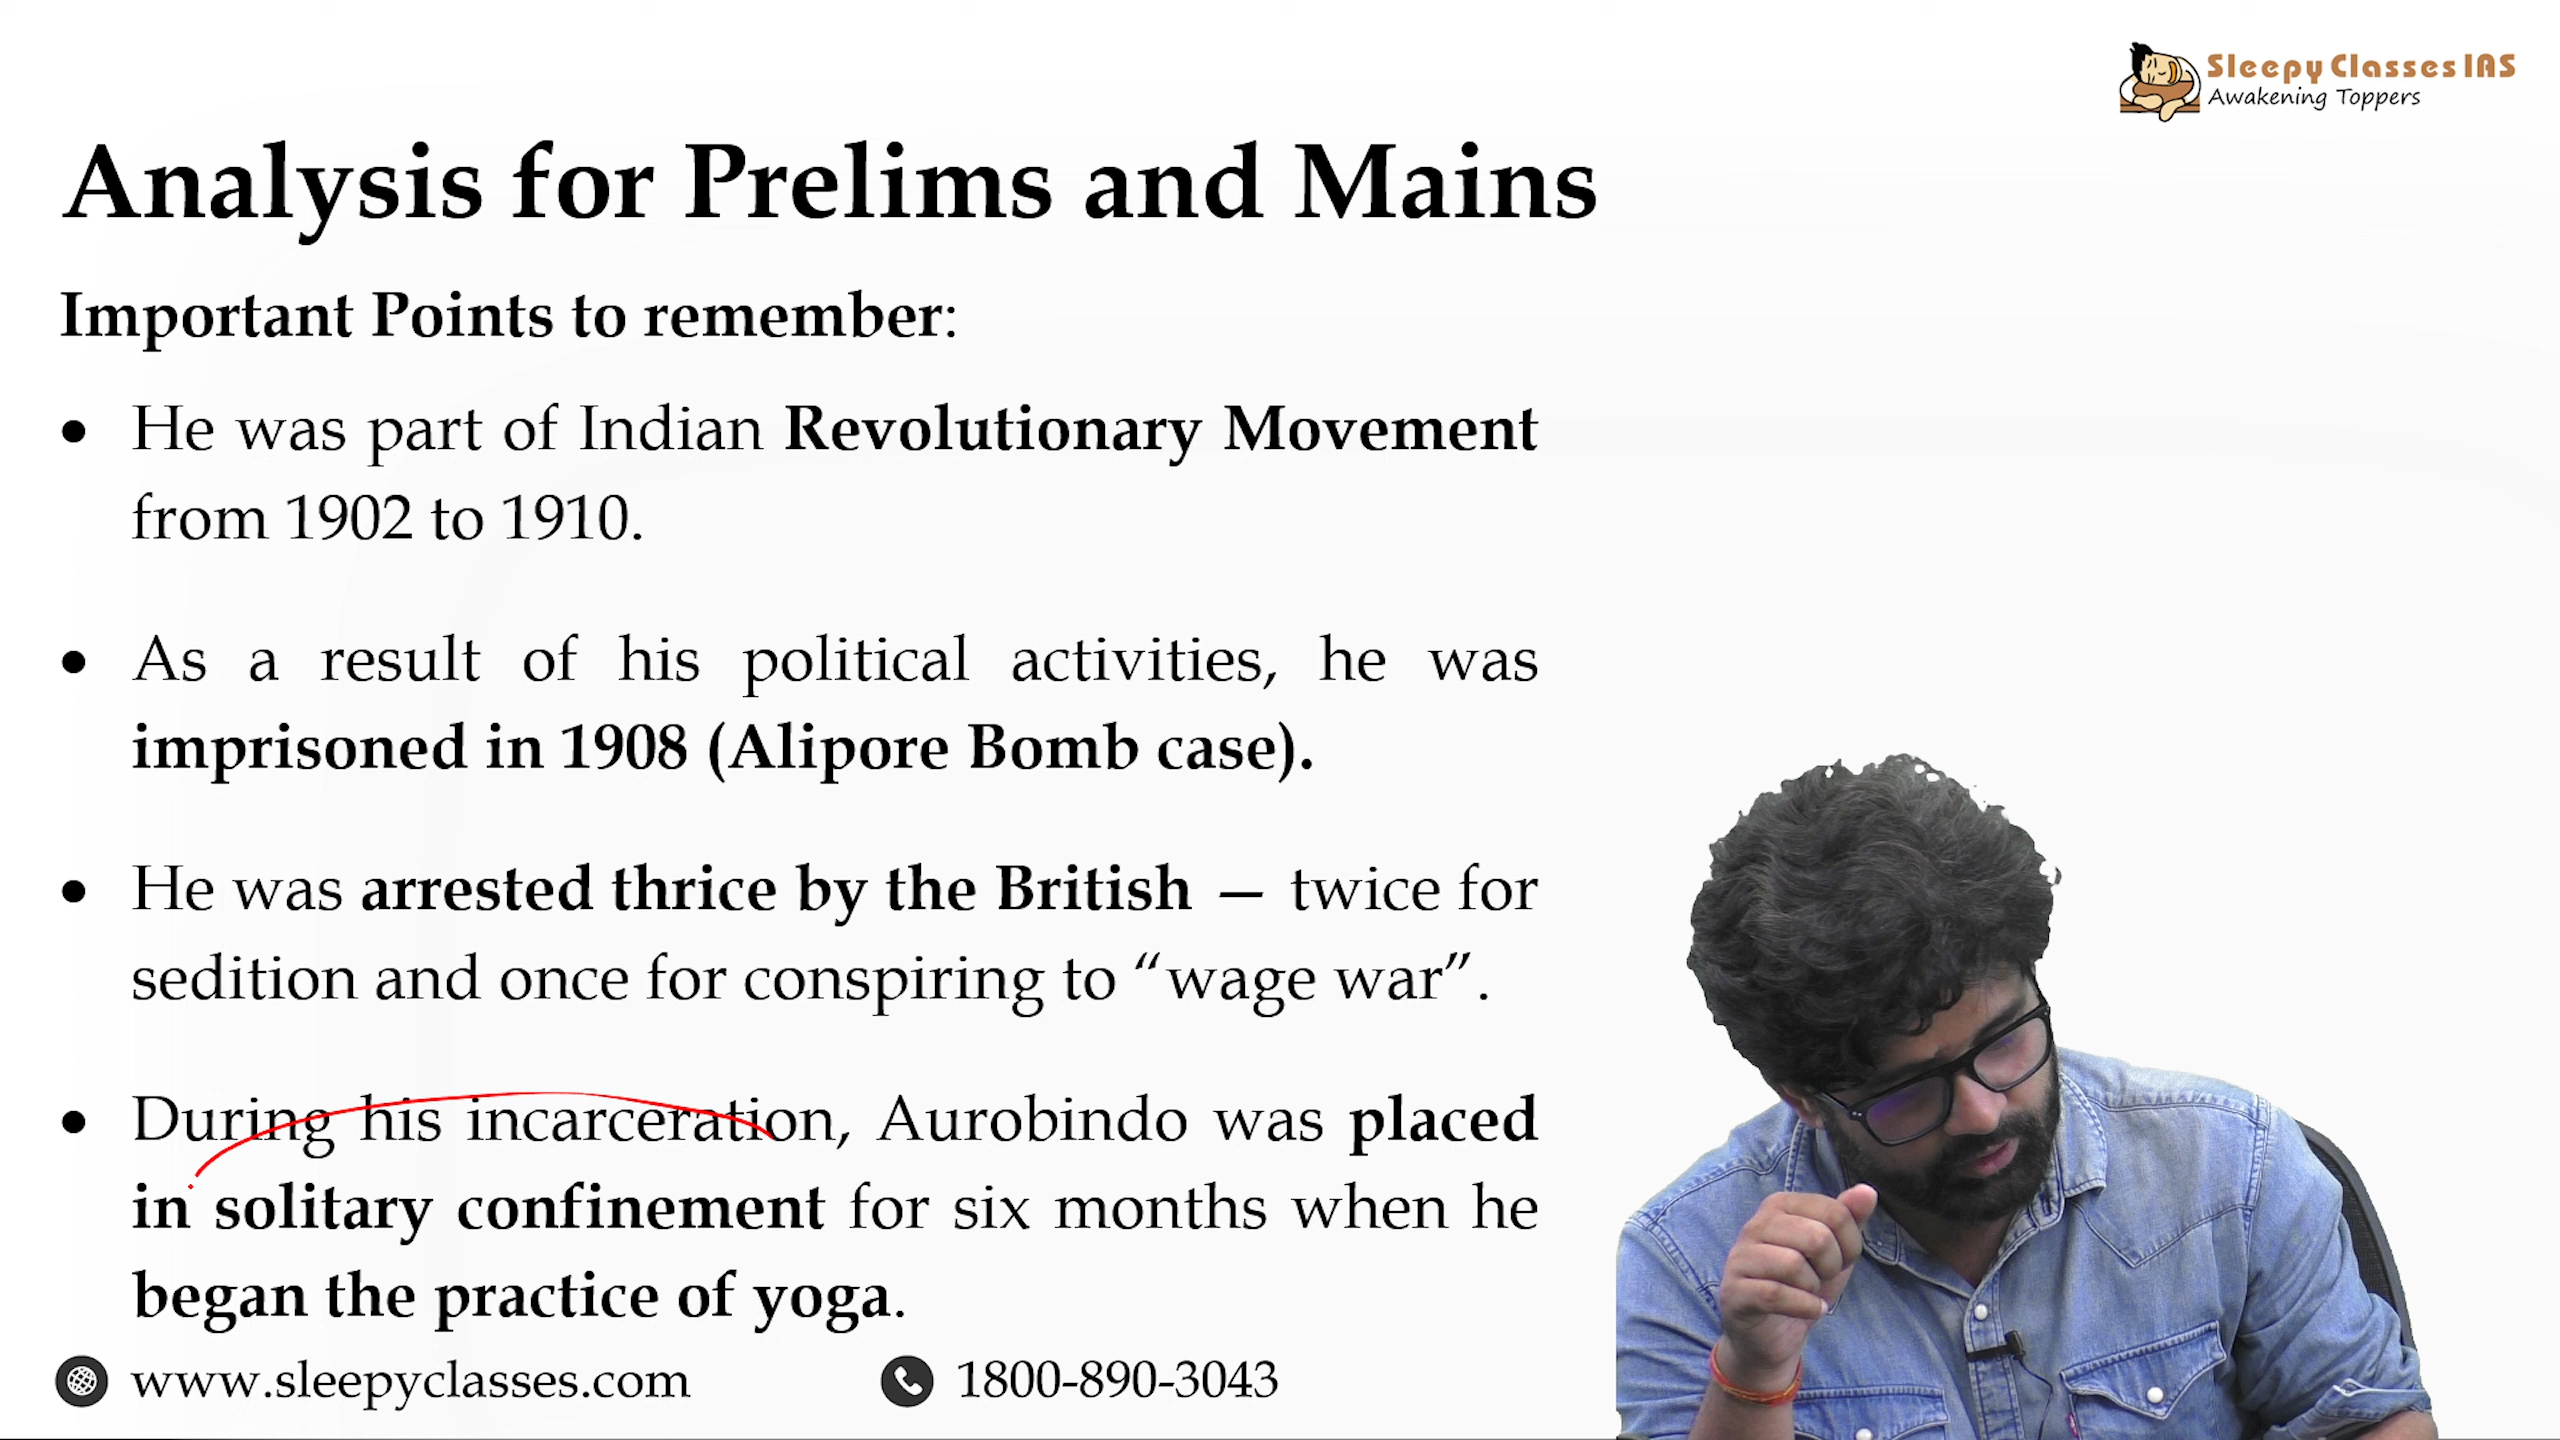 Sleepy Classes IAS
Awakening Toppers
Analysis for Prelims and Mains
Important Points to remember:
• He was part of Indian Revolutionary Movement
from 1902 to 1910.
• As a result of his political activities, he was
imprisoned in 1908 (Alipore Bomb case).
• He was arrested thrice by the British — twice for
sedition and once for conspiring to “wage war”.
• During his incarceration, Aurobindo was placed
in solitary confinement for six months when he
began the practice of yoga.
www.sleepyclasses.com
1800-890-3043